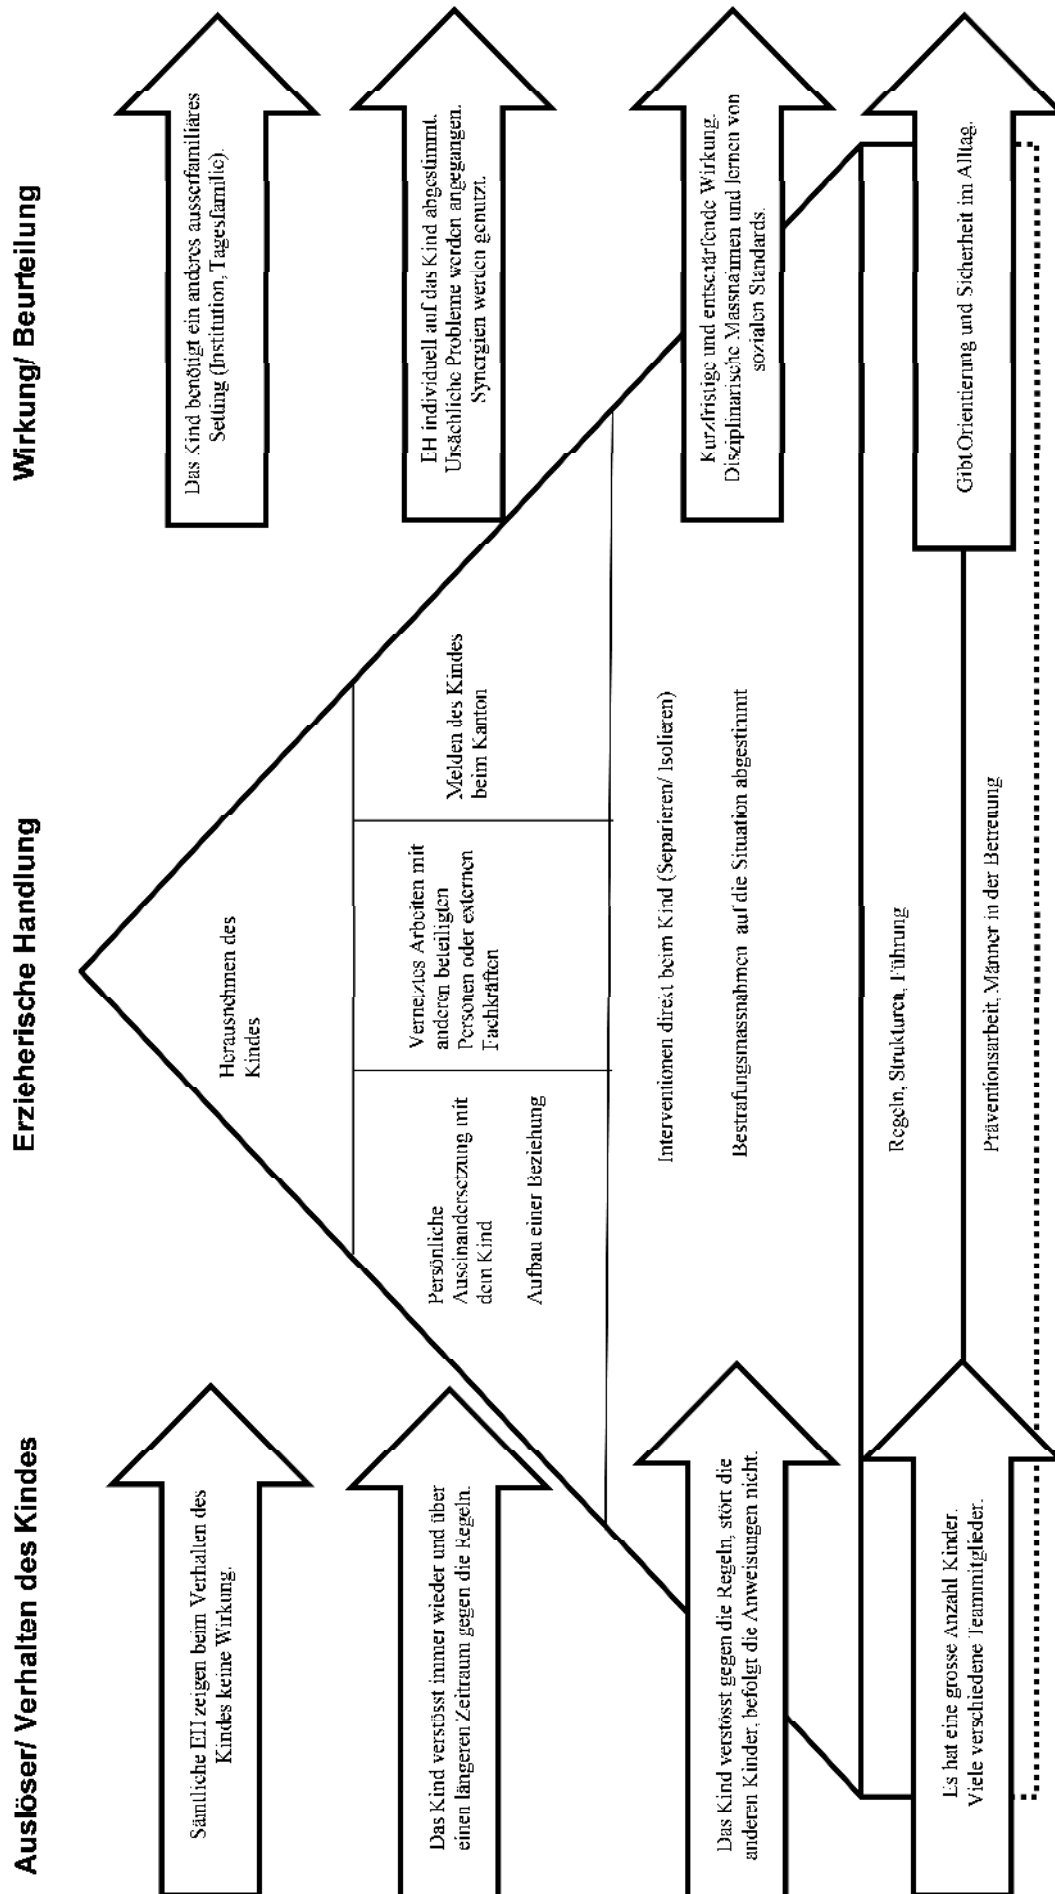 Auslöser/ Verhalten des Kindes
Erzieherische Handlung
Wirkung/ Beurteilung
Sämtliche EH zeigen beim Verhalten des
Kindes keine Wirkung.
Herausnehmen des
Kindes
Das Kind benötigt ein anderes ausserfamiliäres
Setting (Institution, Tagesfamilie).
Das Kind verstösst immer wieder und über
einen längeren Zeitraum gegen die Regeln.
Persönliche
Auseinandersetzung mit
dem Kind
Aufbau einer Beziehung
Vernetztes Arbeiten mit
anderen beteiligten
Personen oder externen
Fachkräften
Melden des Kindes
beim Kanton
EH individuell auf das Kind abgestimmt.
Ursächliche Probleme werden angegangen.
Synergien werden genutzt.
Das Kind verstösst gegen die Regeln, stört die
anderen Kinder, befolgt die Anweisungen nicht.
Interventionen direkt beim Kind (Separieren/ Isolieren)
Bestrafungsmassnahmen auf die Situation abgestimmt
Kurzfristige und entschärfende Wirkung.
Disziplinarische Massnahmen und lernen von
sozialen Standards.
Es hat eine grosse Anzahl Kinder.
Viele verschiedene Teammitglieder.
Regeln, Strukturen, Führung
Präventionsarbeit, Männer in der Betreuung
Gibt Orientierung und Sicherheit im Alltag.